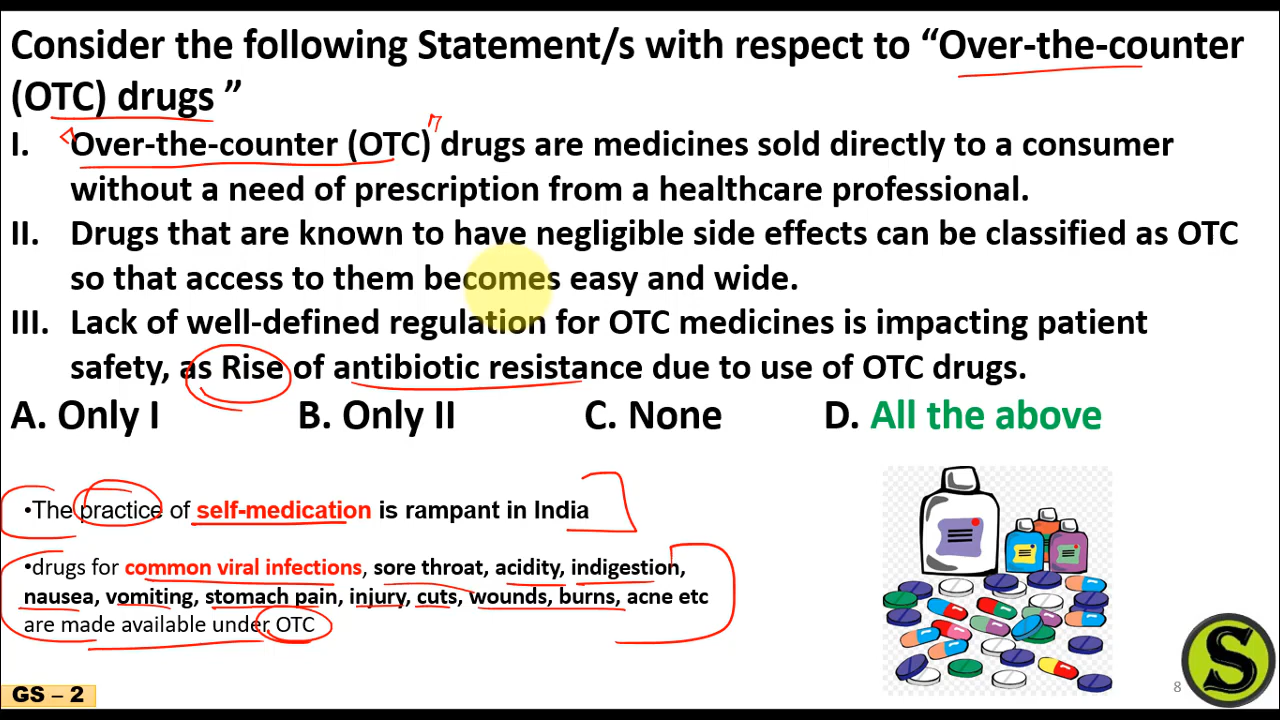 Consider the following Statement/s with respect to “Over-the-counter
(OTC) drugs ”
I. Over-the-counter (OTC) drugs are medicines sold directly to a consumer
without a need of prescription from a healthcare professional.
II. Drugs that are known to have negligible side effects can be classified as OTC
so that access to them becomes easy and wide.
III. Lack of well-defined regulation for OTC medicines is impacting patient
safety, as Rise of antibiotic resistance due to use of OTC drugs.
A. Only I B. Only II C. None D. All the above
•The practice of self-medication is rampant in India
•drugs for common viral infections, sore throat, acidity, indigestion,
nausea, vomiting, stomach pain, injury, cuts, wounds, burns, acne etc
are made available under OTC
S
GS – 2
8